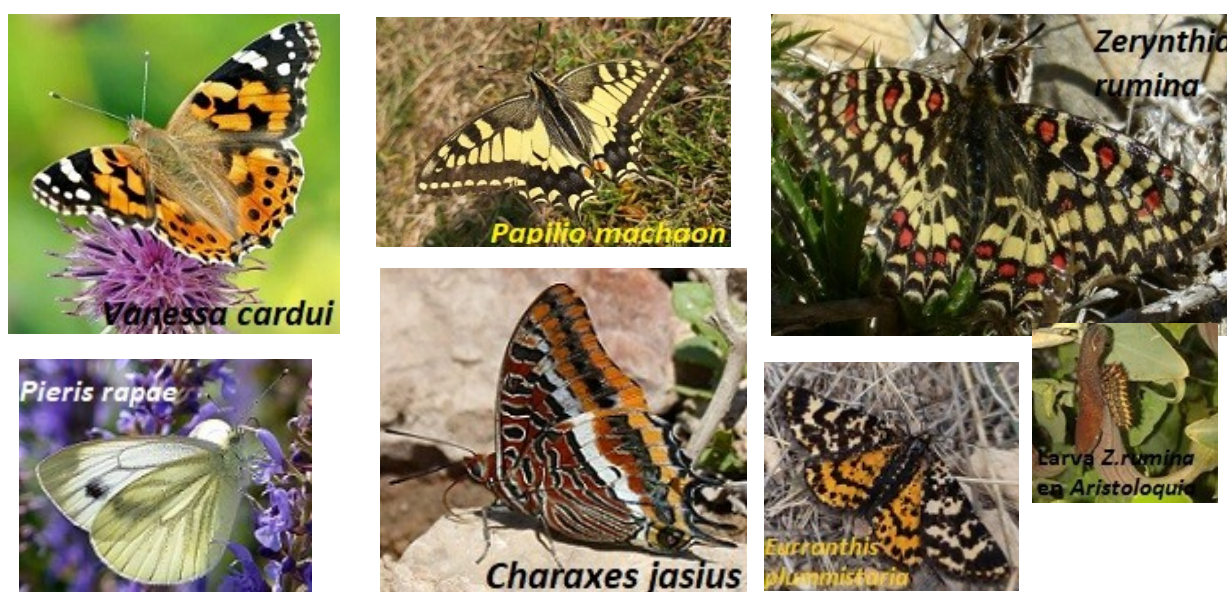 Vanessa cardui
Papilio machaon
Zerynthia
rumina
Pieris rapae
Charaxes jasius
Eurranthis
plummistaria
Larva Z.rumina
en Aristoloquia